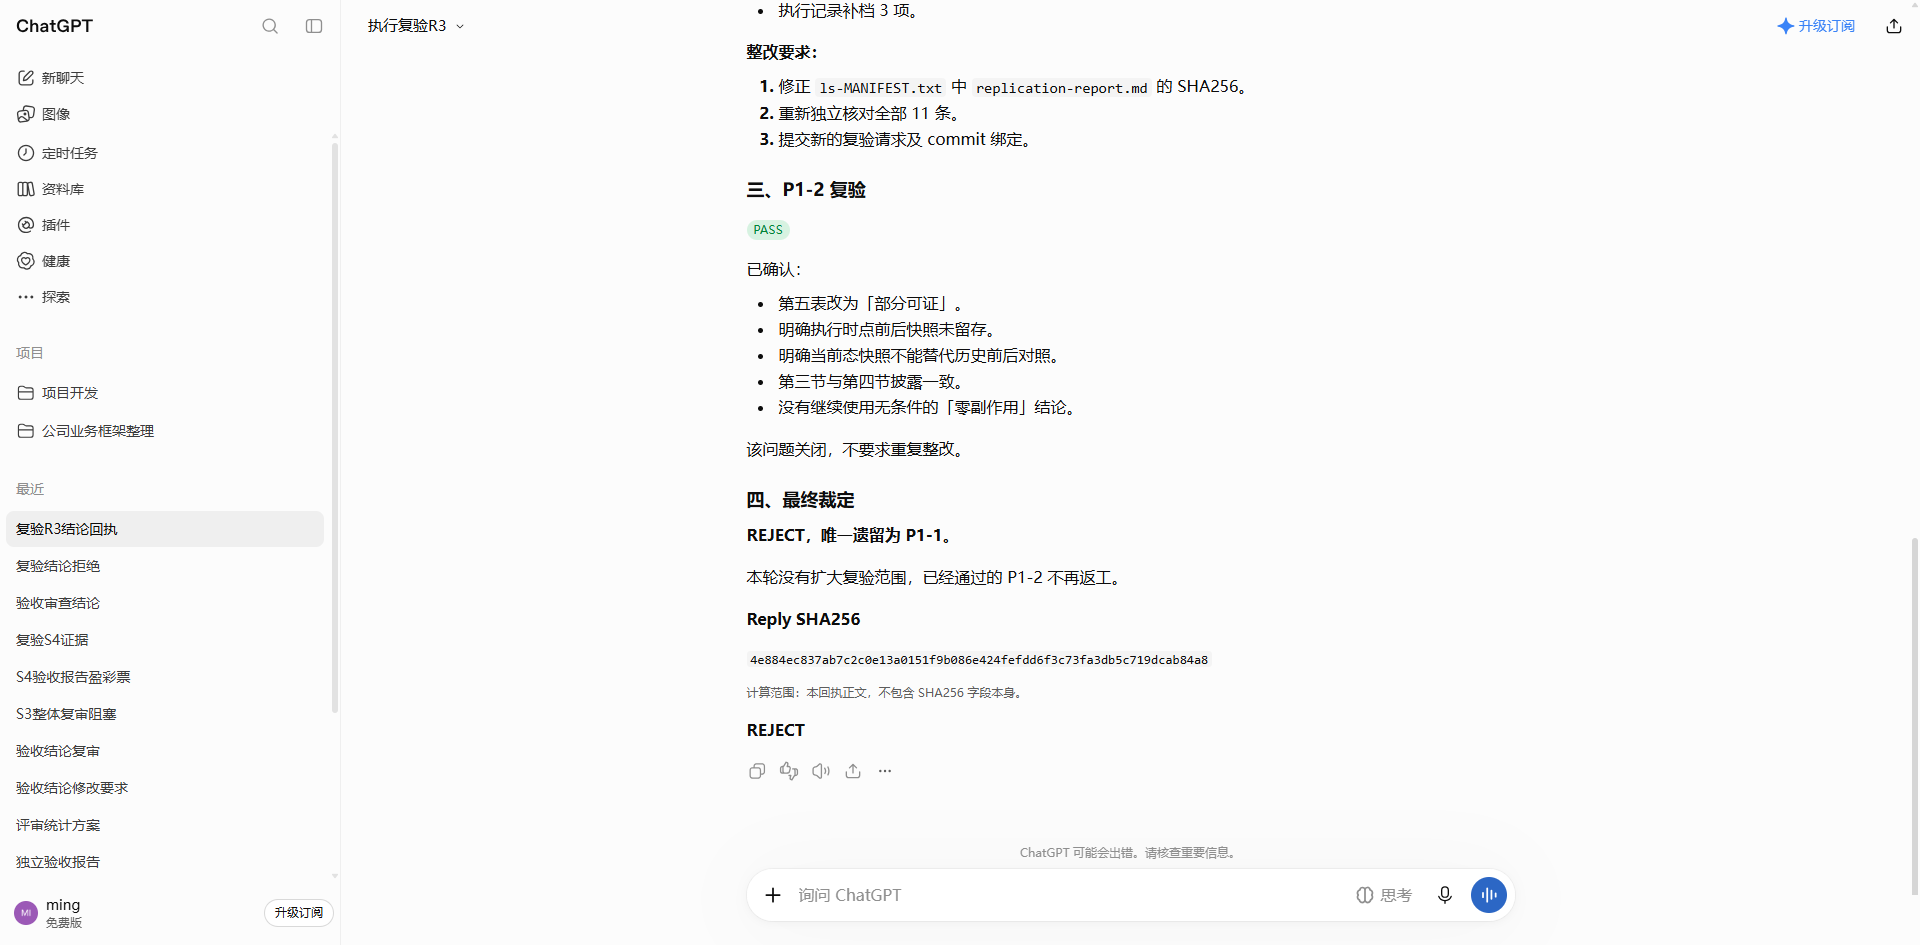 ChatGPT
新聊天
图像
定时任务
资料库
插件
健康
探索
项目
项目开发
公司业务框架整理
最近
复验R3结论回执
复验结论拒绝
验收审查结论
复验S4证据
S4验收报告盈彩票
S3整体复审阻塞
验收结论复审
验收结论修改要求
评审统计方案
独立验收报告
MI
ming
免费版
升级订阅
执行复验R3
升级订阅
• 执行记录补档 3 项。
整改要求：
1. 修正 ls-MANIFEST.txt 中 replication-report.md 的 SHA256。
2. 重新独立核对全部 11 条。
3. 提交新的复验请求及 commit 绑定。
三、P1-2 复验
PASS
已确认：
• 第五表改为「部分可证」。
• 明确执行时点前后快照未留存。
• 明确当前态快照不能替代历史前后对照。
• 第三节与第四节披露一致。
• 没有继续使用无条件的「零副作用」结论。
该问题关闭，不要求重复整改。
四、最终裁定
REJECT，唯一遗留为 P1-1。
本轮没有扩大复验范围，已经通过的 P1-2 不再返工。
Reply SHA256
4e884ec837ab7c2c0e13a0151f9b086e424fefdd6f3c73fa3db5c719dcab84a8
计算范围：本回执正文，不包含 SHA256 字段本身。
REJECT
ChatGPT 可能会出错。请核查重要信息。
询问 ChatGPT
思考